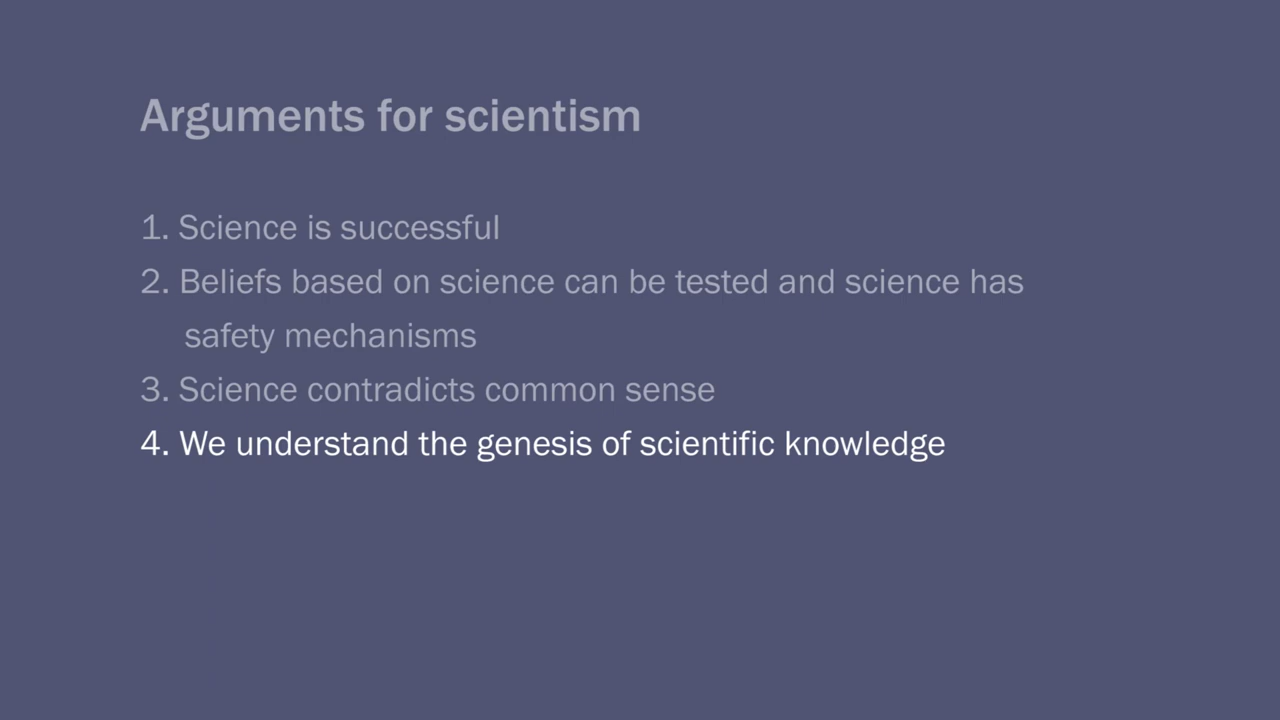 Arguments for scientism
1. Science is successful
2. Beliefs based on science can be tested and science has
safety mechanisms
3. Science contradicts common sense
4. We understand the genesis of scientific knowledge